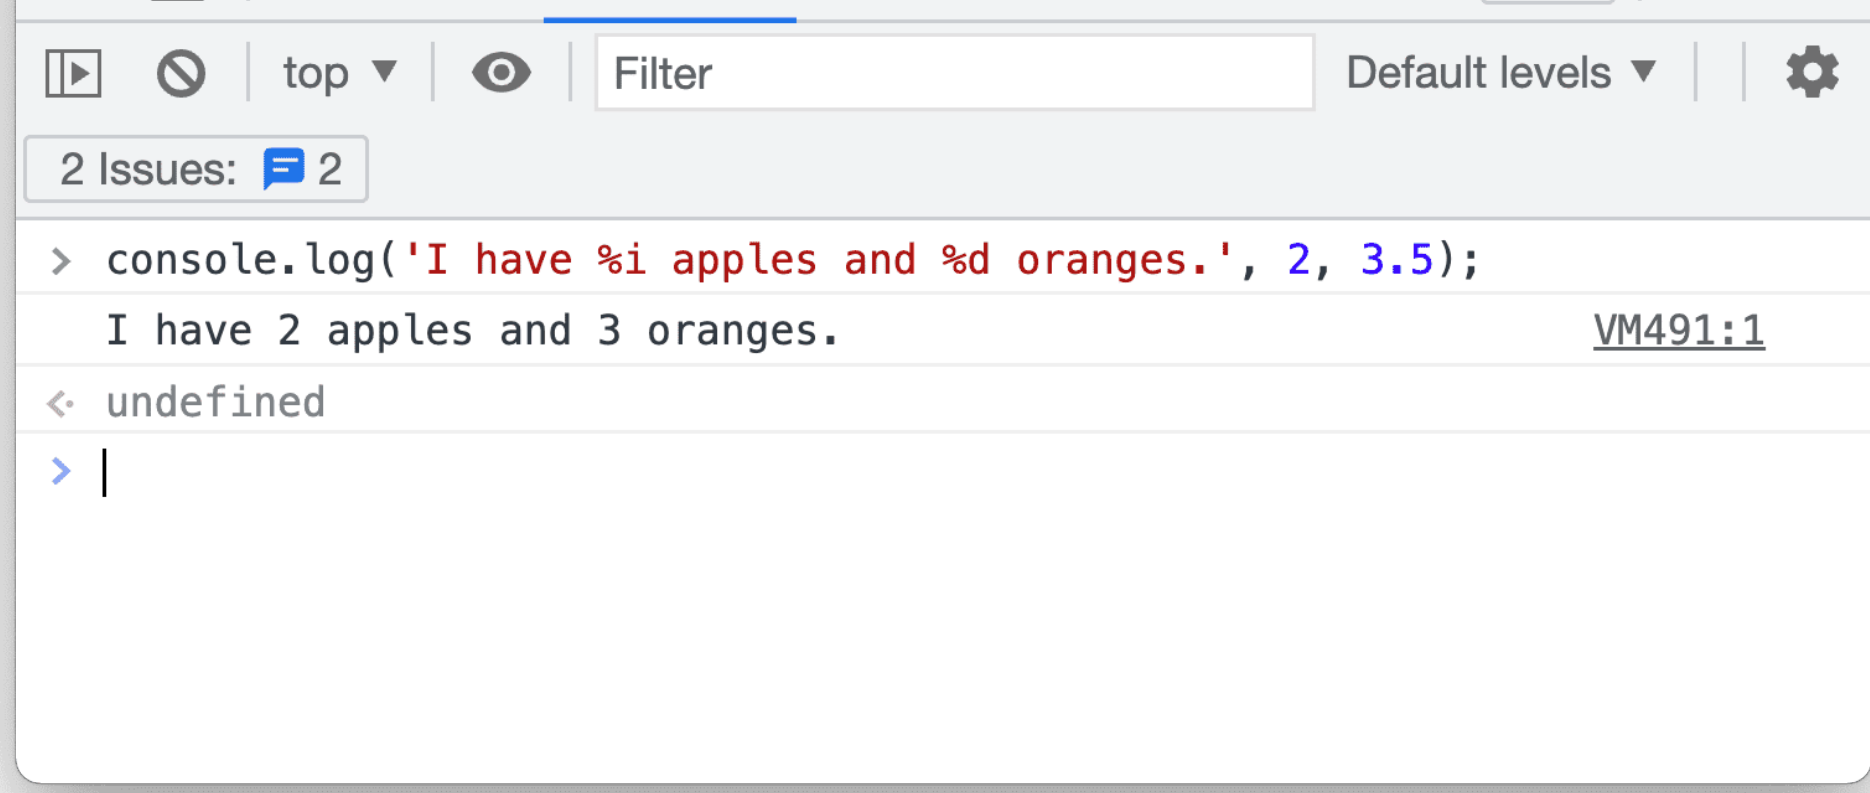 top ▼ Filter Default levels ▼
2 Issues: 2
> console.log('I have %i apples and %d oranges.', 2, 3.5);
I have 2 apples and 3 oranges. VM491:1
undefined
>